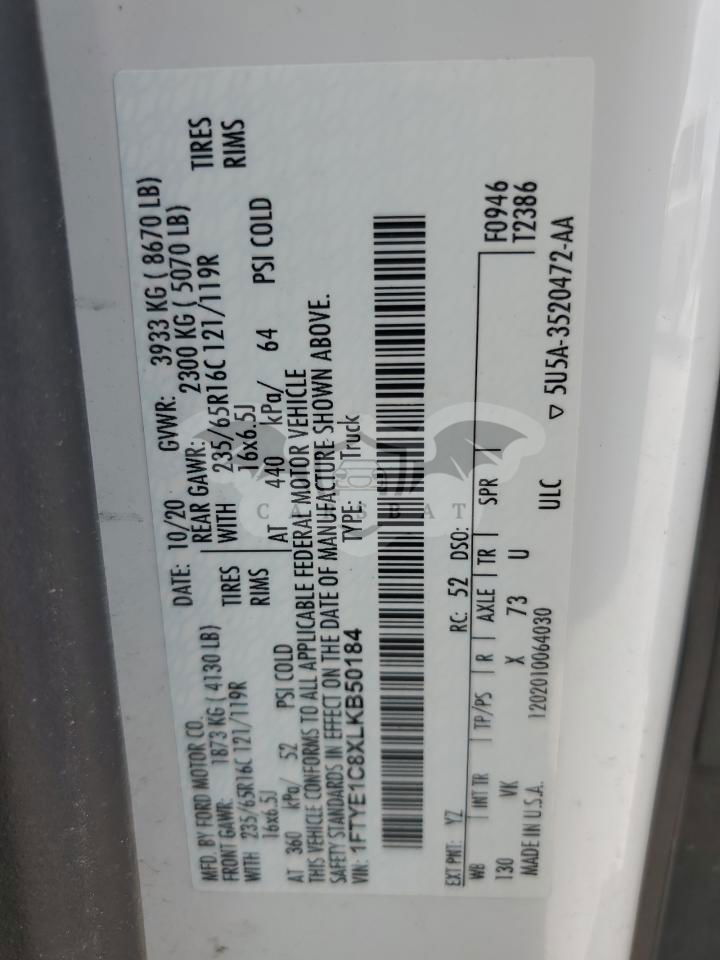 MFD. BY FORD MOTOR CO.
DATE: 10/20 GVWR: 3933 KG ( 8670 LB)
FRONT GAWR: 1873 KG ( 4130 LB) REAR GAWR: 2300 KG ( 5070 LB)
WITH 235/65R16C 121/119R TIRES WITH 235/65R16C 121/119R TIRES
16x6.5J RIMS 16x6.5J RIMS
AT 360 kPa/ 52 PSI COLD AT 440 kPa/ 64 PSI COLD
THIS VEHICLE CONFORMS TO ALL APPLICABLE FEDERAL MOTOR VEHICLE
SAFETY STANDARDS IN EFFECT ON THE DATE OF MANUFACTURE SHOWN ABOVE.
VIN: 1FTYE1C8XLKB50184 TYPE: Truck
EXT PNT: YZ RC: 52 DSO:
WB INT TR TP/PS R AXLE TR SPR F0946
130 VK X 73 U T2386
MADE IN U.S.A. 1202010064030 ULC ▽ 5U5A-3520472-AA